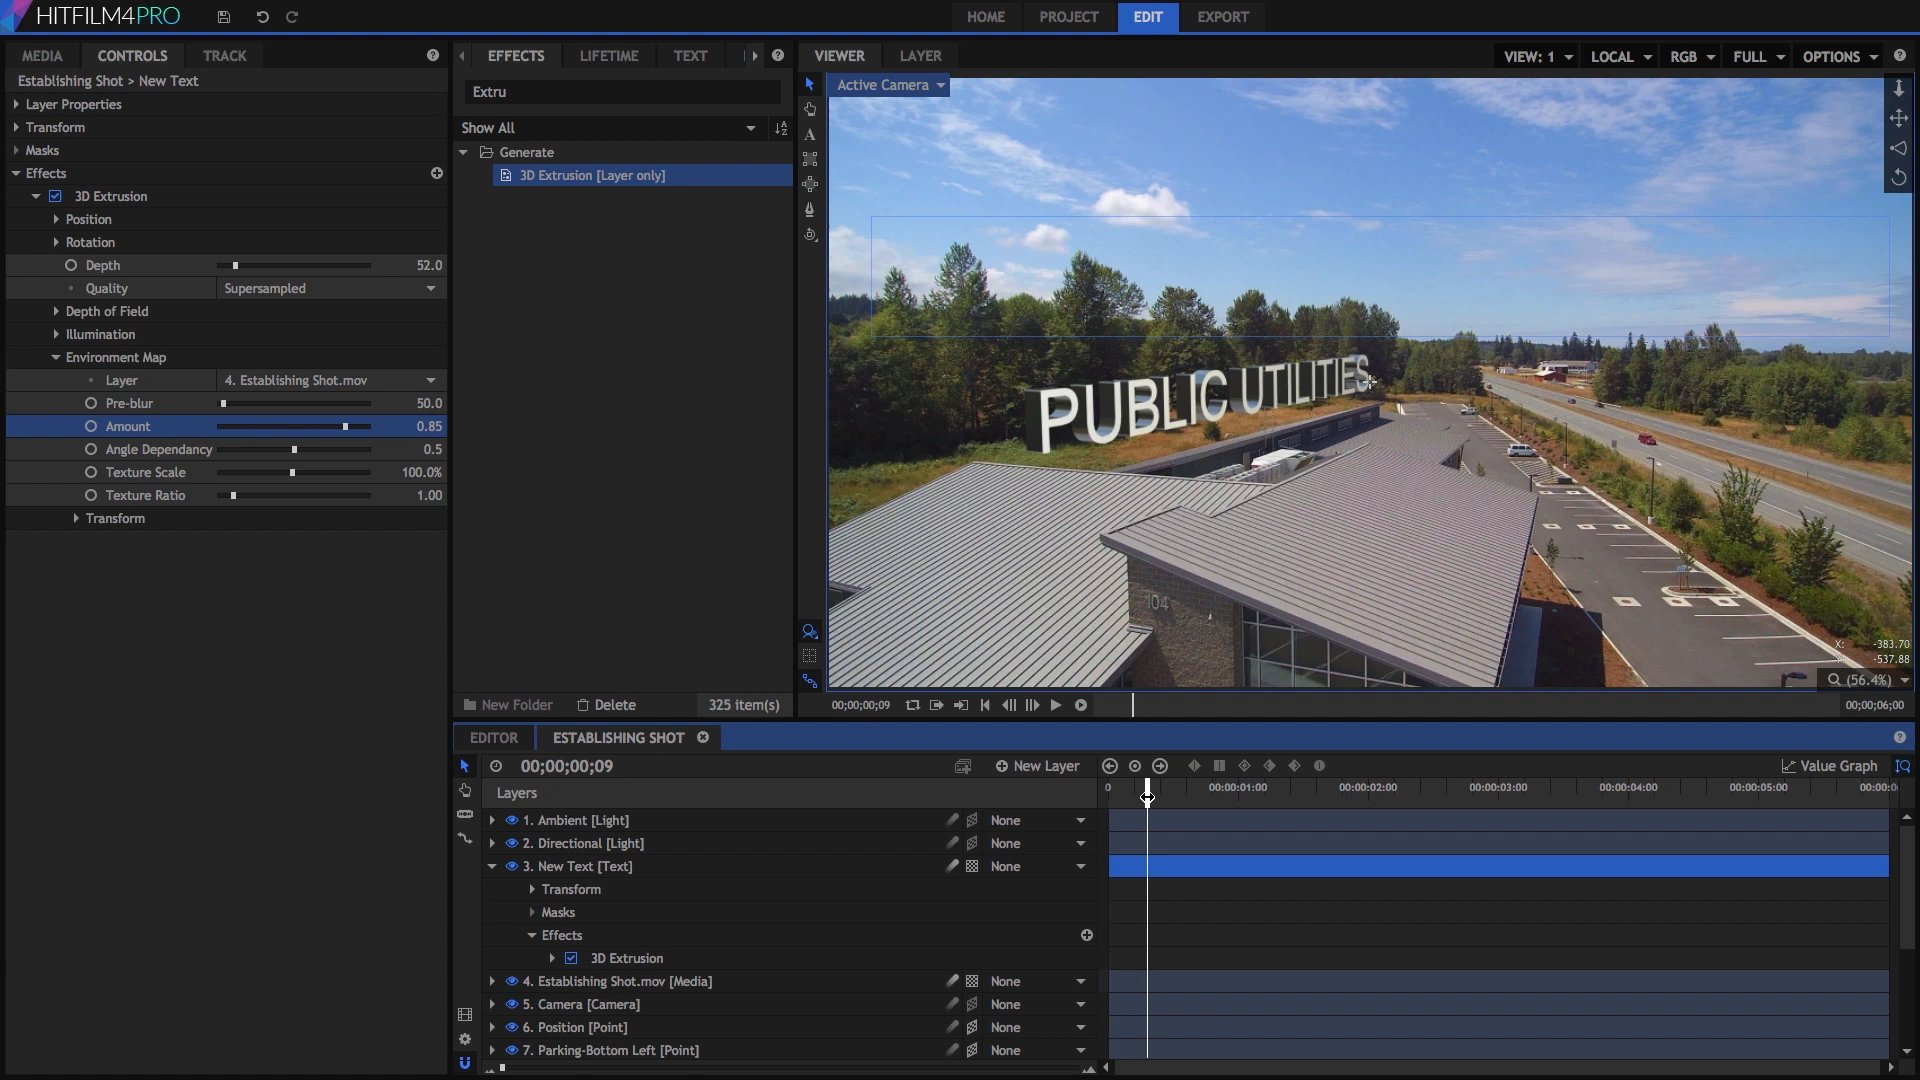 HITFILM4PRO
HOME PROJECT EDIT EXPORT
MEDIA CONTROLS TRACK
Establishing Shot > New Text
Layer Properties
Transform
Masks
Effects
3D Extrusion
Position
Rotation
Depth 52.0
Quality Supersampled
Depth of Field
Illumination
Environment Map
Layer 4. Establishing Shot.mov
Pre-blur 50.0
Amount 0.85
Angle Dependancy 0.5
Texture Scale 100.0%
Texture Ratio 1.00
Transform
EFFECTS LIFETIME TEXT
Extru
Show All
Generate
3D Extrusion [Layer only]
New Folder Delete 325 item(s)
VIEWER LAYER VIEW: 1 LOCAL RGB FULL OPTIONS
Active Camera
PUBLIC UTILITIES
104
X: -383.70
-537.88
(56.4%)
00;00;00;09 00;00;06;00
EDITOR ESTABLISHING SHOT
00;00;00;09 New Layer Value Graph
Layers 0 00:00:01:00 00:00:02:00 00:00:03:00 00:00:04:00 00:00:05:00
1. Ambient [Light] None
2. Directional [Light] None
3. New Text [Text] None
Transform
Masks
Effects
3D Extrusion
4. Establishing Shot.mov [Media] None
5. Camera [Camera] None
6. Position [Point] None
7. Parking-Bottom Left [Point] None